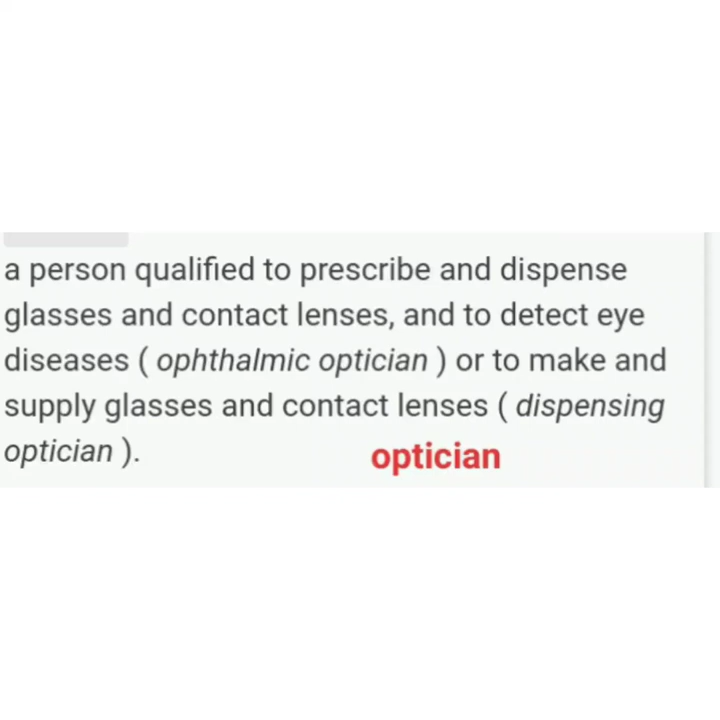 a person qualified to prescribe and dispense
glasses and contact lenses, and to detect eye
diseases ( ophthalmic optician ) or to make and
supply glasses and contact lenses ( dispensing
optician ). optician